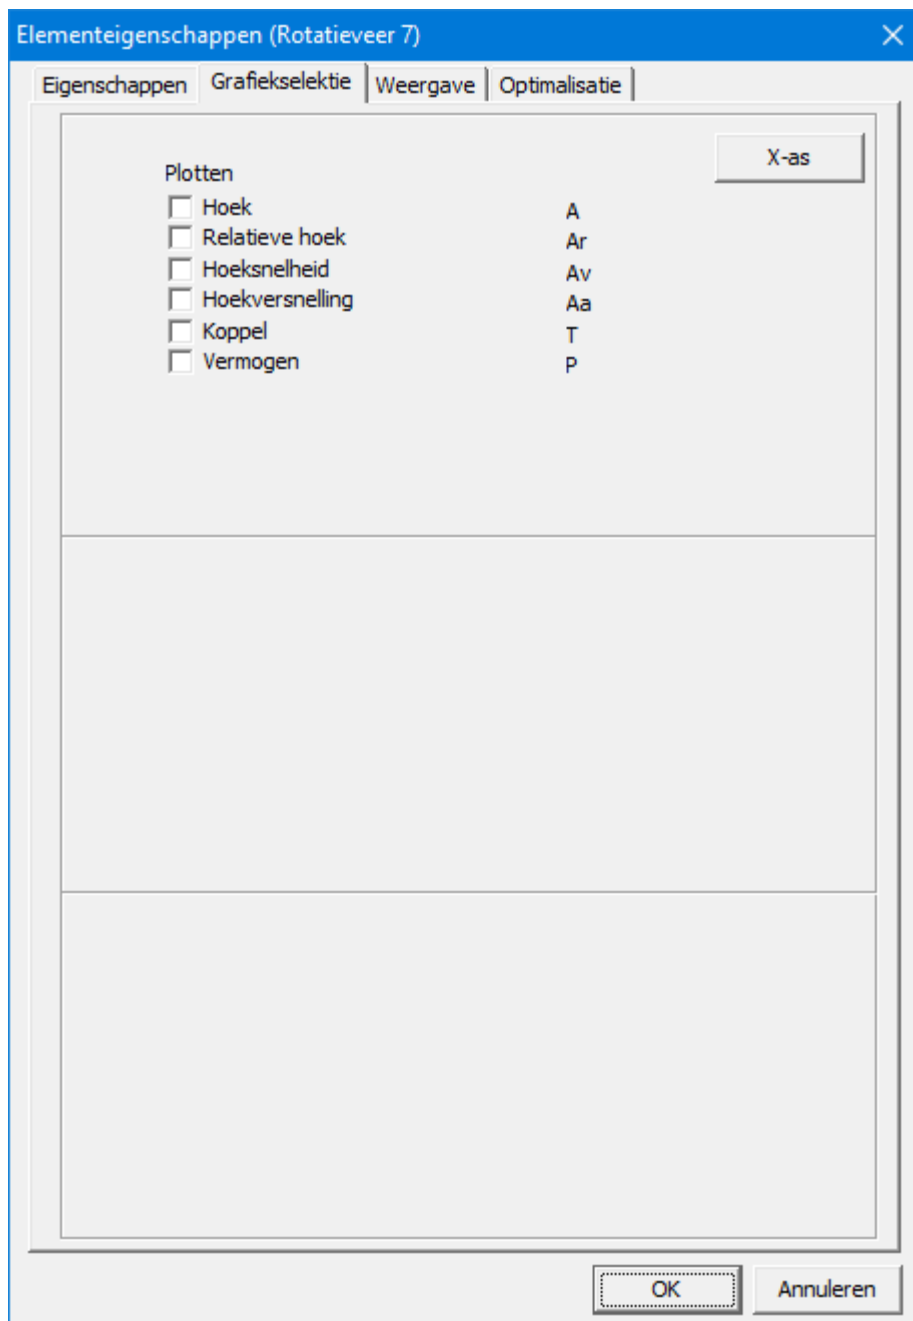 Elementeigenschappen (Rotatieveer 7)
Eigenschappen Grafiekselektie Weergave Optimalisatie
X-as
Plotten
Hoek A
Relatieve hoek Ar
Hoeksnelheid Av
Hoekversnelling Aa
Koppel T
Vermogen P
OK Annuleren